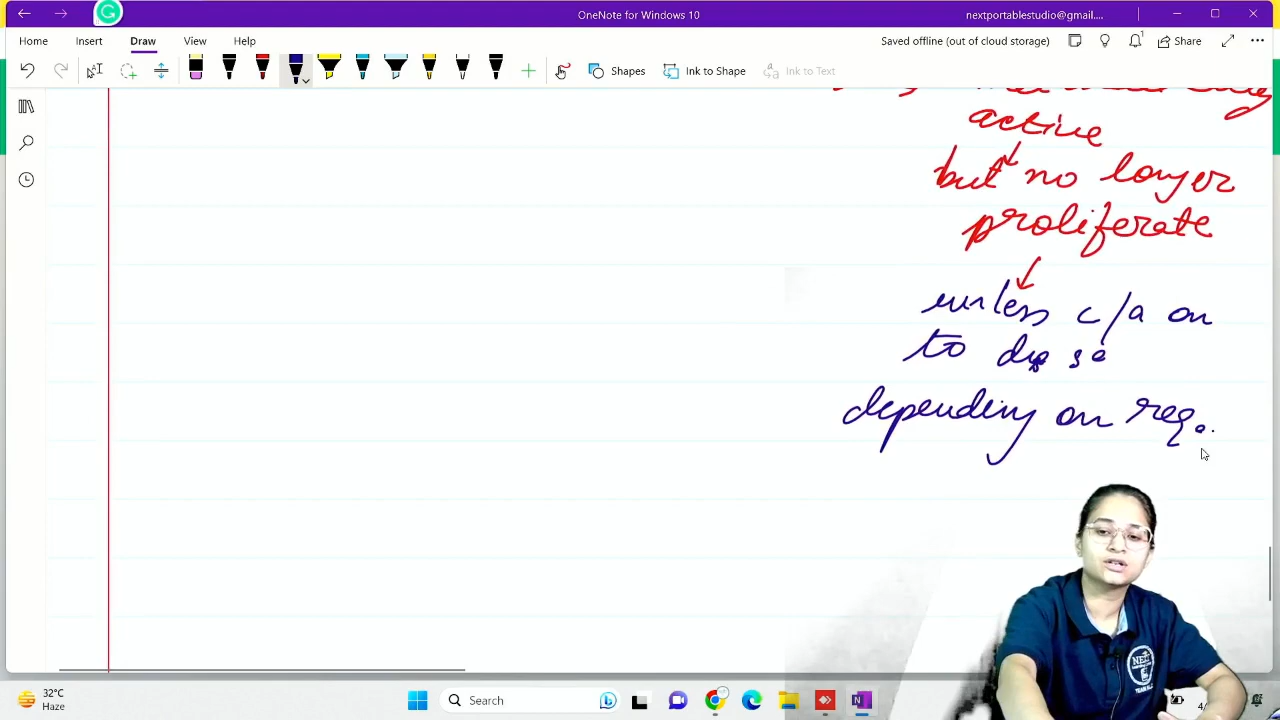 OneNote for Windows 10
nextportablestudio@gmail....
Home Insert Draw View Help
Saved offline (out of cloud storage)
Share
Shapes
Ink to Shape
Ink to Text
active
but no longer
proliferate
unless c/a on
to do so
depending on req.
32°C
Haze
Search